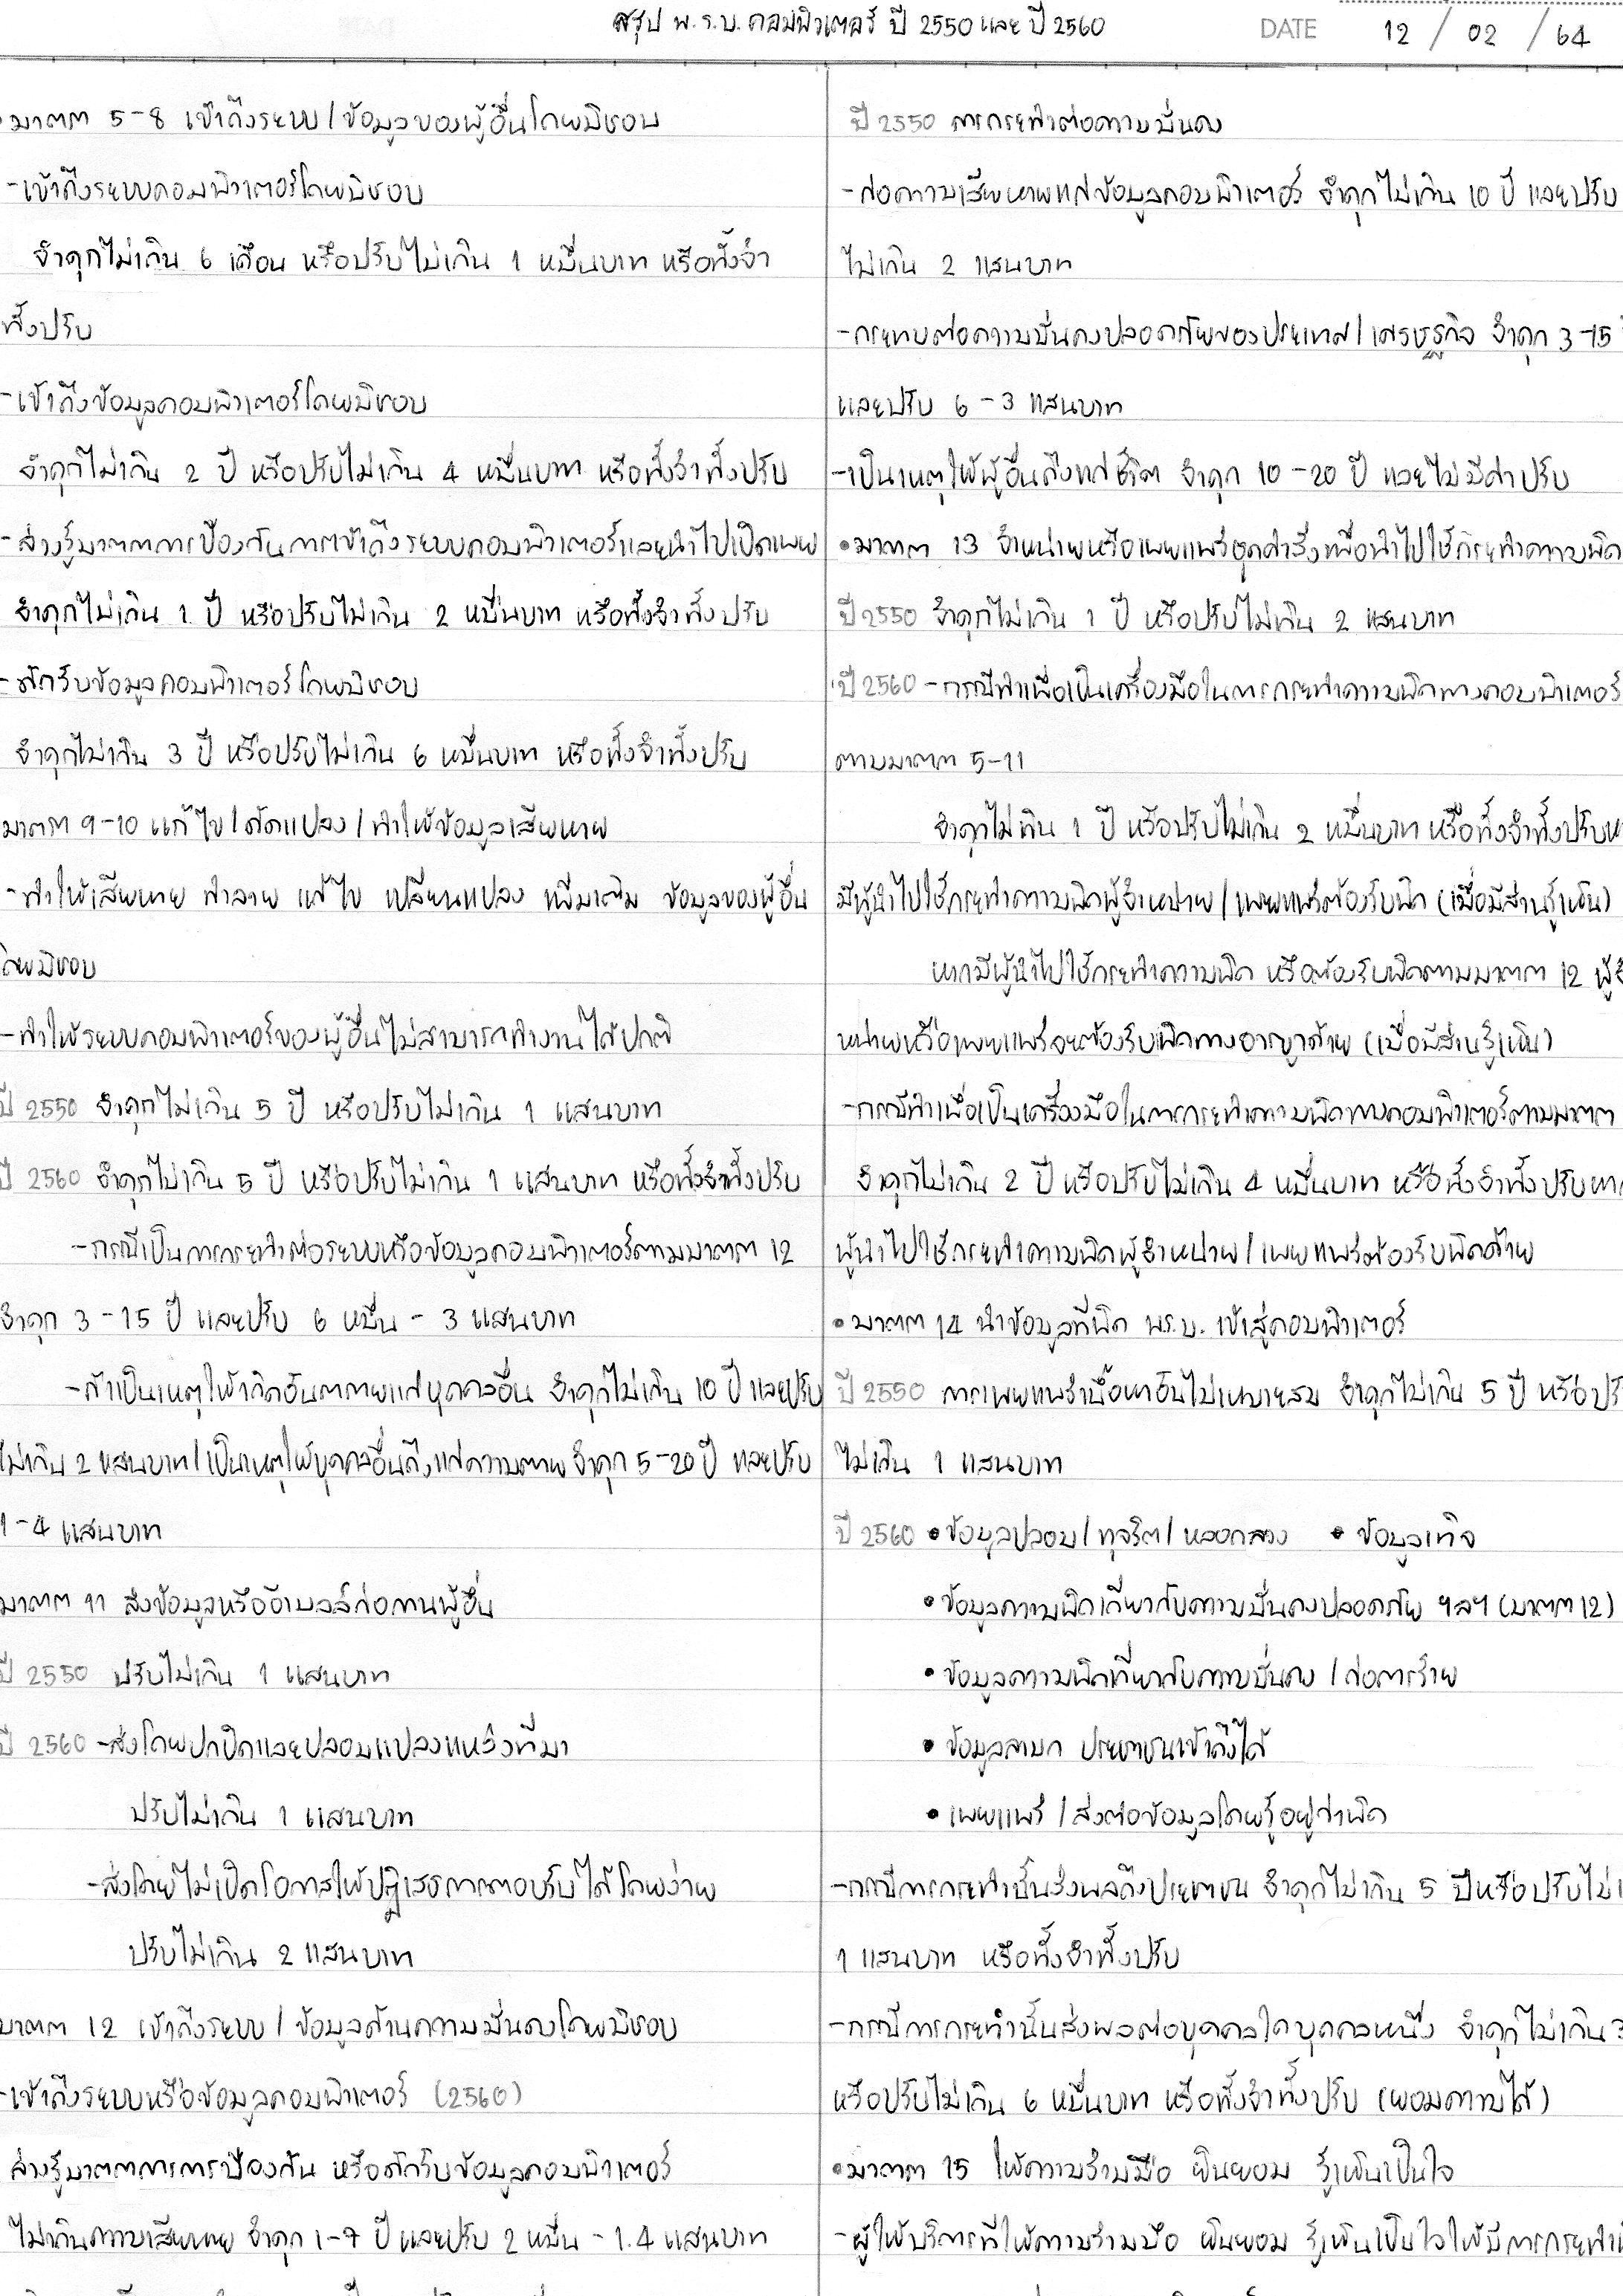 สรุป พ.ร.บ. คอมพิวเตอร์ ปี 2550 และ ปี 2560
DATE 12 / 02 / 64
มาตรา 5-8 เข้าถึงระบบ/ข้อมูลของผู้อื่นโดยมิชอบ
-เข้าถึงระบบคอมพิวเตอร์โดยมิชอบ
จำคุกไม่เกิน 6 เดือน หรือปรับไม่เกิน 1 หมื่นบาท หรือทั้งจำ
ทั้งปรับ
-เข้าถึงข้อมูลคอมพิวเตอร์โดยมิชอบ
จำคุกไม่เกิน 2 ปี หรือปรับไม่เกิน 4 หมื่นบาท หรือทั้งจำทั้งปรับ
-ล่วงรู้มาตรการป้องกันการเข้าถึงระบบคอมพิวเตอร์และนำไปเปิดเผย
จำคุกไม่เกิน 1 ปี หรือปรับไม่เกิน 2 หมื่นบาท หรือทั้งจำทั้งปรับ
-ดักรับข้อมูลคอมพิวเตอร์โดยมิชอบ
จำคุกไม่เกิน 3 ปี หรือปรับไม่เกิน 6 หมื่นบาท หรือทั้งจำทั้งปรับ
มาตรา 9-10 แก้ไข/ดัดแปลง/ทำให้ข้อมูลเสียหาย
-ทำให้เสียหาย ทำลาย แก้ไข เปลี่ยนแปลง เพิ่มเติม ข้อมูลของผู้อื่น
โดยมิชอบ
-ทำให้ระบบคอมพิวเตอร์ของผู้อื่นไม่สามารถทำงานได้ปกติ
ปี 2550 จำคุกไม่เกิน 5 ปี หรือปรับไม่เกิน 1 แสนบาท
ปี 2560 จำคุกไม่เกิน 5 ปี หรือปรับไม่เกิน 1 แสนบาท หรือทั้งจำทั้งปรับ
-กรณีเป็นการกระทำต่อระบบหรือข้อมูลคอมพิวเตอร์ตามมาตรา 12
จำคุก 3-15 ปี และปรับ 6 หมื่น - 3 แสนบาท
-ถ้าเป็นเหตุให้เกิดอันตรายแก่บุคคลอื่น จำคุกไม่เกิน 10 ปี และปรับ
ไม่เกิน 2 แสนบาท/เป็นเหตุให้บุคคลอื่นถึงแก่ความตาย จำคุก 5-20 ปี และปรับ
1-4 แสนบาท
มาตรา 11 ส่งข้อมูลหรืออีเมลล์ก่อกวนผู้อื่น
ปี 2550 ปรับไม่เกิน 1 แสนบาท
ปี 2560 -ส่งโดยปกปิดและปลอมแปลงแหล่งที่มา
ปรับไม่เกิน 1 แสนบาท
-ส่งโดยไม่เปิดโอกาสให้ปฏิเสธการตอบรับได้โดยง่าย
ปรับไม่เกิน 2 แสนบาท
มาตรา 12 เข้าถึงระบบ/ข้อมูลด้านความมั่นคงโดยมิชอบ
-เข้าถึงระบบหรือข้อมูลคอมพิวเตอร์ (2560)
ล่วงรู้มาตรการการป้องกัน หรือดักรับข้อมูลคอมพิวเตอร์
ไม่เกินความเสียหาย จำคุก 1-7 ปี และปรับ 2 หมื่น - 1.4 แสนบาท
ปี 2550 การกระทำต่อความมั่นคง
-ก่อความเสียหายแก่ข้อมูลคอมพิวเตอร์ จำคุกไม่เกิน 10 ปี และปรับ
ไม่เกิน 2 แสนบาท
-กระทบต่อความมั่นคงปลอดภัยของประเทศ/เศรษฐกิจ จำคุก 3-15
และปรับ 6 - 3 แสนบาท
-เป็นเหตุให้ผู้อื่นถึงแก่ชีวิต จำคุก 10-20 ปี และไม่มีค่าปรับ
•มาตรา 13 จำหน่ายหรือเผยแพร่ชุดคำสั่งเพื่อนำไปใช้กระทำความผิด
ปี 2550 จำคุกไม่เกิน 1 ปี หรือปรับไม่เกิน 2 แสนบาท
ปี 2560 -กรณีทำเพื่อเป็นเครื่องมือในการกระทำความผิดทางคอมพิวเตอร์
ตามมาตรา 5-11
จำคุกไม่เกิน 1 ปี หรือปรับไม่เกิน 2 หมื่นบาท หรือทั้งจำทั้งปรับ
มีผู้นำไปใช้กระทำความผิดผู้จำหน่าย/เผยแพร่ต้องรับผิด (เมื่อมีส่วนรู้เห็น)
หากมีผู้นำไปใช้กระทำความผิด หรือต้องรับผิดตามมาตรา 12 ผู้จำ
หน่ายหรือเผยแพร่จะต้องรับผิดทางอาญาด้วย (เมื่อมีส่วนรู้เห็น)
-กรณีทำเพื่อเป็นเครื่องมือในการกระทำความผิดทางคอมพิวเตอร์ตามมาตรา
จำคุกไม่เกิน 2 ปี หรือปรับไม่เกิน 4 หมื่นบาท หรือทั้งจำทั้งปรับ
ผู้นำไปใช้กระทำความผิดผู้จำหน่าย/เผยแพร่ต้องรับผิดด้วย
•มาตรา 14 นำข้อมูลที่ผิด พ.ร.บ. เข้าสู่คอมพิวเตอร์
ปี 2550 การเผยแพร่เนื้อหาอันไม่เหมาะสม จำคุกไม่เกิน 5 ปี หรือ
ไม่เกิน 1 แสนบาท
ปี 2560 •ข้อมูลปลอม/ทุจริต/หลอกลวง •ข้อมูลเท็จ
•ข้อมูลความผิดเกี่ยวกับความมั่นคงปลอดภัย ฯลฯ (มาตรา 12)
•ข้อมูลความผิดเกี่ยวกับความมั่นคง/ก่อการร้าย
•ข้อมูลลามก ประชาชนเข้าถึงได้
•เผยแพร่/ส่งต่อข้อมูลโดยรู้อยู่ว่าผิด
-กรณีการกระทำนั้นส่งผลถึงประชาชน จำคุกไม่เกิน 5 ปีหรือปรับไม่
1 แสนบาท หรือทั้งจำทั้งปรับ
-กรณีการกระทำนั้นส่งผลต่อบุคคลใดบุคคลหนึ่ง จำคุกไม่เกิน 3
หรือปรับไม่เกิน 6 หมื่นบาท หรือทั้งจำทั้งปรับ (ยอมความได้)
•มาตรา 15 ให้ความร่วมมือ ยินยอม รู้เห็นเป็นใจ
-ผู้ให้บริการที่ให้ความร่วมมือ ยินยอม รู้เห็นเป็นใจให้มีการกระทำ